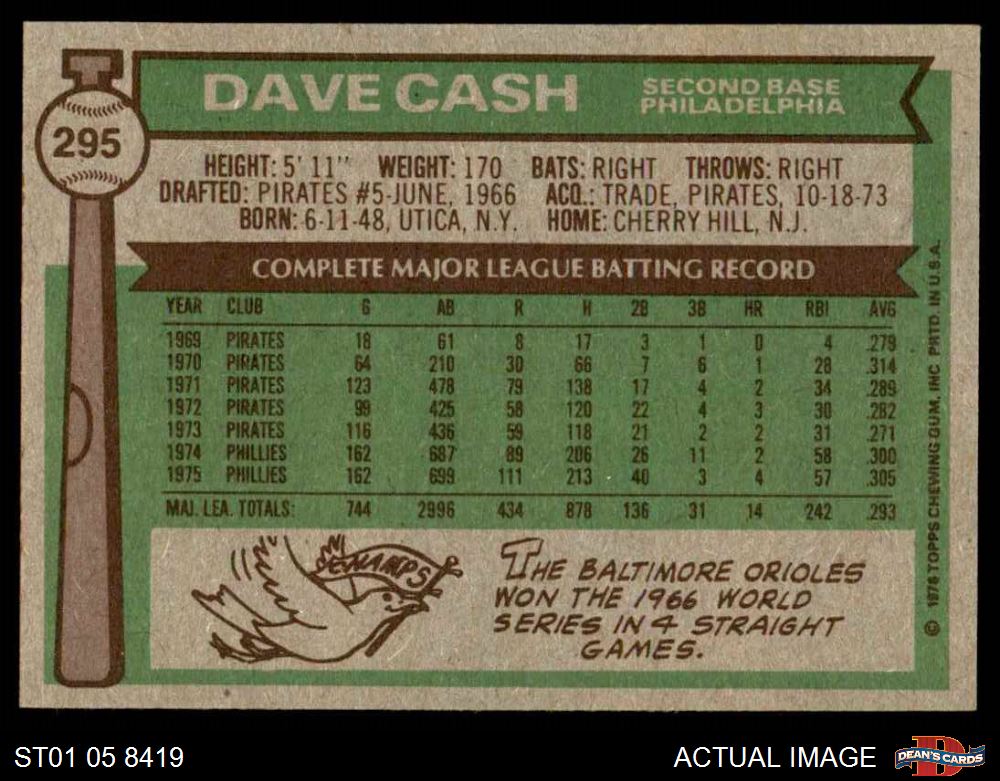 295
DAVE CASH
SECOND BASE
PHILADELPHIA
HEIGHT: 5' 11" WEIGHT: 170 BATS: RIGHT THROWS: RIGHT
DRAFTED: PIRATES #5-JUNE, 1966 ACQ.: TRADE, PIRATES, 10-18-73
BORN: 6-11-48, UTICA, N.Y. HOME: CHERRY HILL, N.J.
COMPLETE MAJOR LEAGUE BATTING RECORD
YEAR CLUB G AB R H 2B 3B HR RBI AVG
1969 PIRATES 18 61 8 17 3 1 0 4 .279
1970 PIRATES 64 210 30 66 7 6 1 28 .314
1971 PIRATES 123 478 79 138 17 4 2 34 .289
1972 PIRATES 99 425 58 120 22 4 3 30 .282
1973 PIRATES 116 436 59 118 21 2 2 31 .271
1974 PHILLIES 162 687 89 206 26 11 2 58 .300
1975 PHILLIES 162 699 111 213 40 3 4 57 .305
MAJ. LEA. TOTALS: 744 2996 434 878 136 31 14 242 .293
CHAMPS
THE BALTIMORE ORIOLES
WON THE 1966 WORLD
SERIES IN 4 STRAIGHT
GAMES.
© 1976 TOPPS CHEWING GUM, INC PRTD. IN U.S.A.
ST01 05 8419
ACTUAL IMAGE
D
DEAN'S CARDS